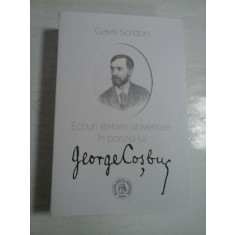 Gavril Scridon
Ecouri literare universale
în poezia lui
George Coşbuc